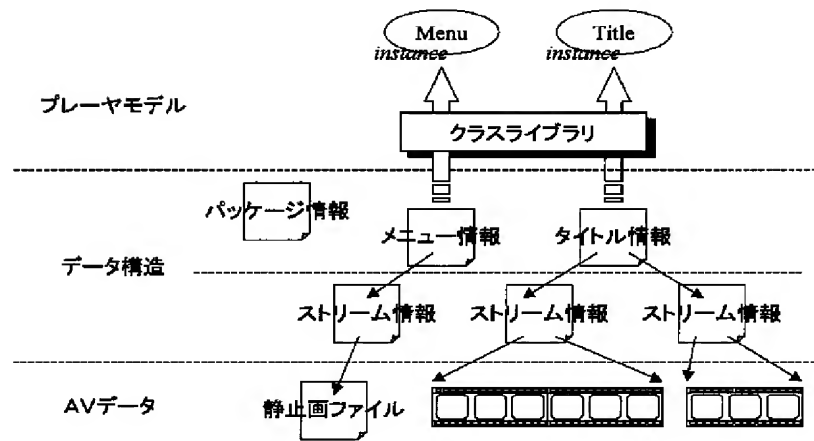 Menu
Title
instance
instance
プレーヤモデル
クラスライブラリ
パッケージ情報
メニュー情報
タイトル情報
データ構造
ストリーム情報
ストリーム情報
ストリーム情報
AVデータ
静止画ファイル